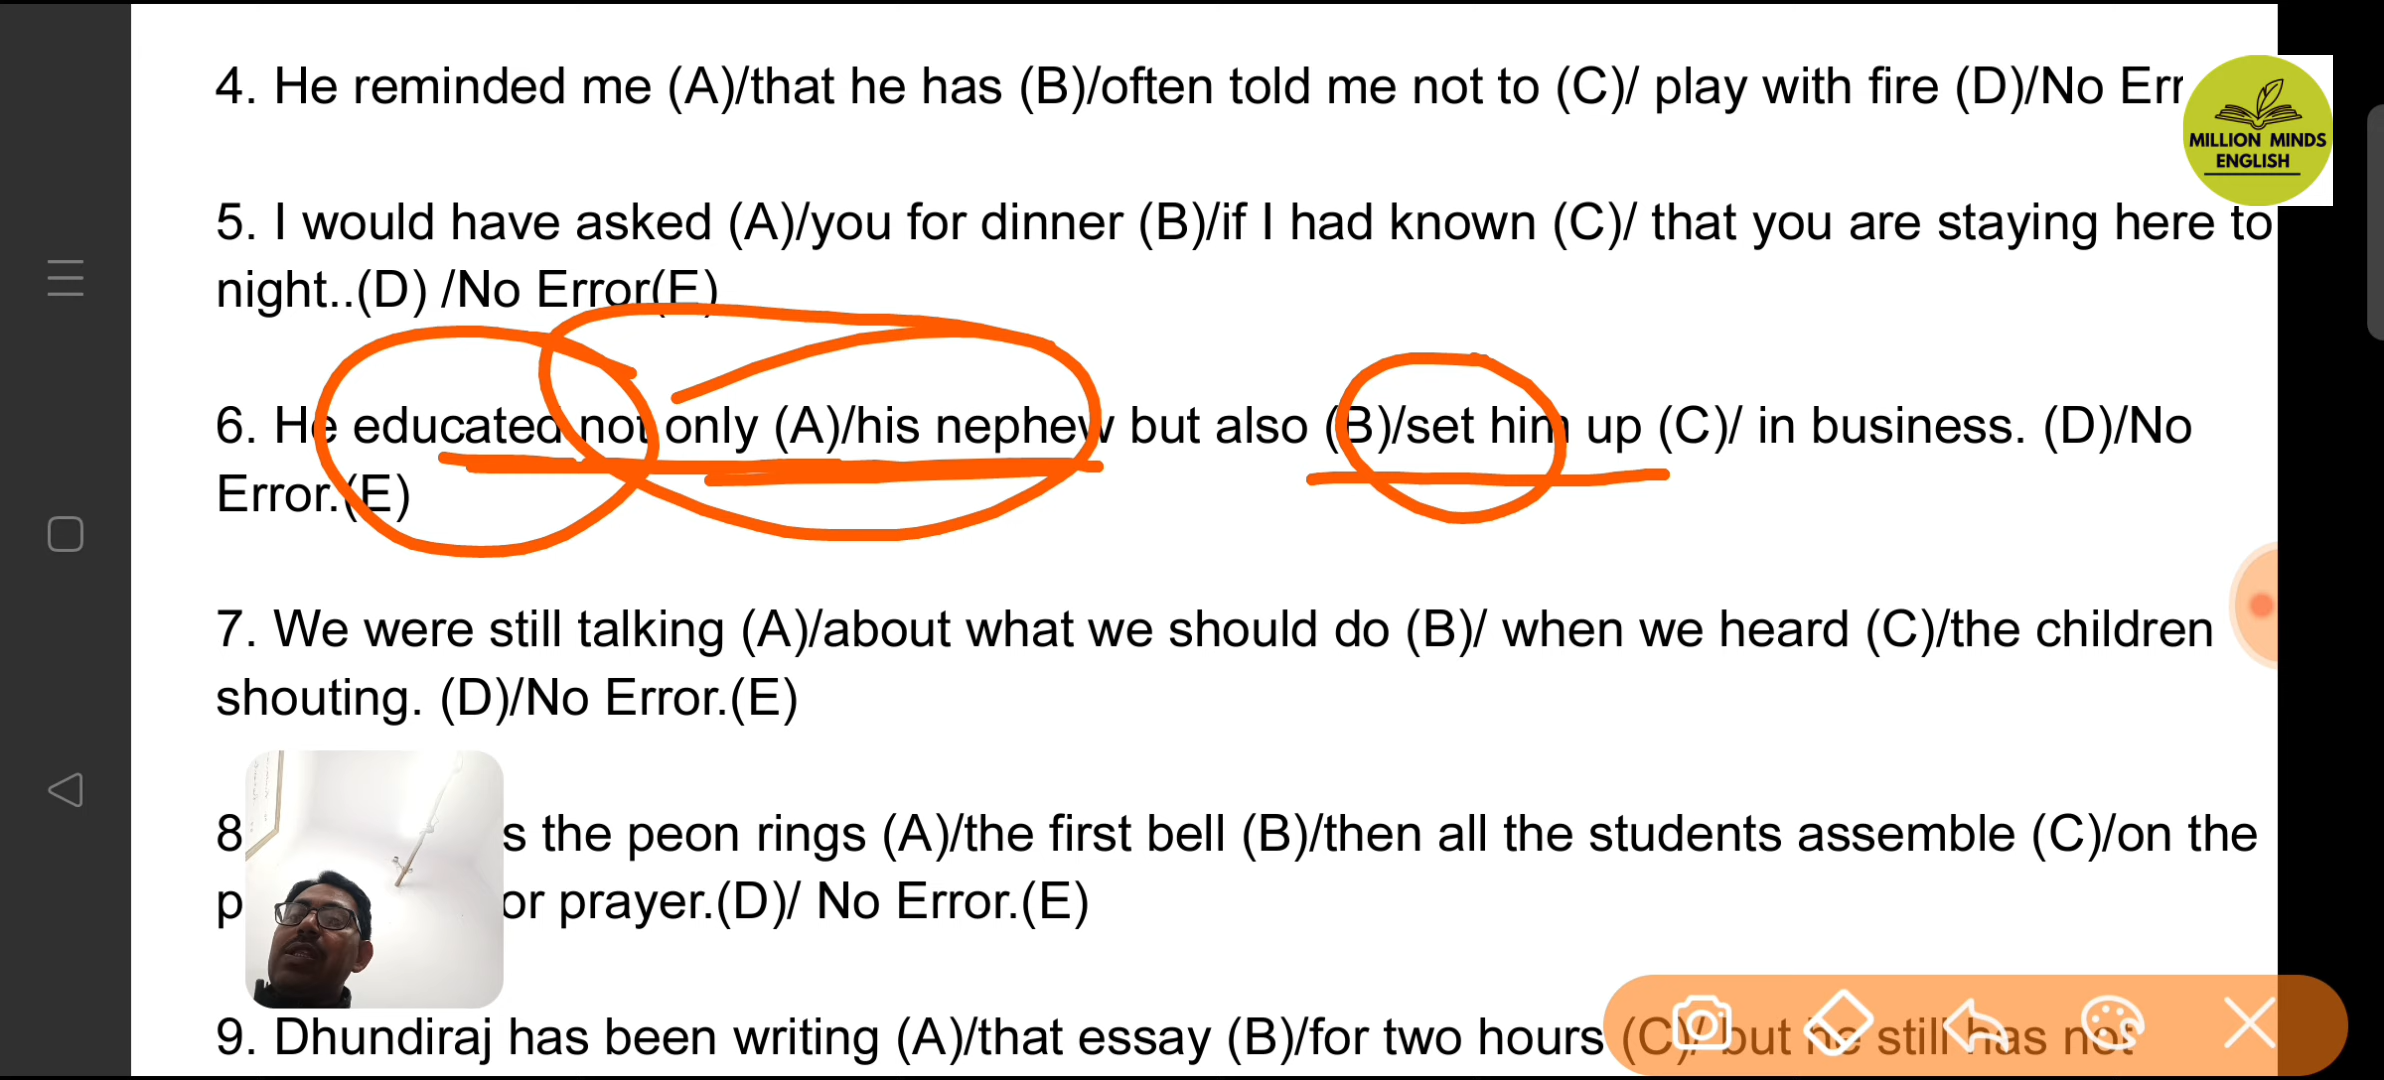 4. He reminded me (A)/that he has (B)/often told me not to (C)/ play with fire (D)/No Err
MILLION MINDS
ENGLISH
5. I would have asked (A)/you for dinner (B)/if I had known (C)/ that you are staying here to
night..(D) /No Error(E)
6. He educated not only (A)/his nephew but also (B)/set him up (C)/ in business. (D)/No
Error.(E)
7. We were still talking (A)/about what we should do (B)/ when we heard (C)/the children
shouting. (D)/No Error.(E)
8 s the peon rings (A)/the first bell (B)/then all the students assemble (C)/on the
p or prayer.(D)/ No Error.(E)
9. Dhundiraj has been writing (A)/that essay (B)/for two hours (C)/ but he still has not